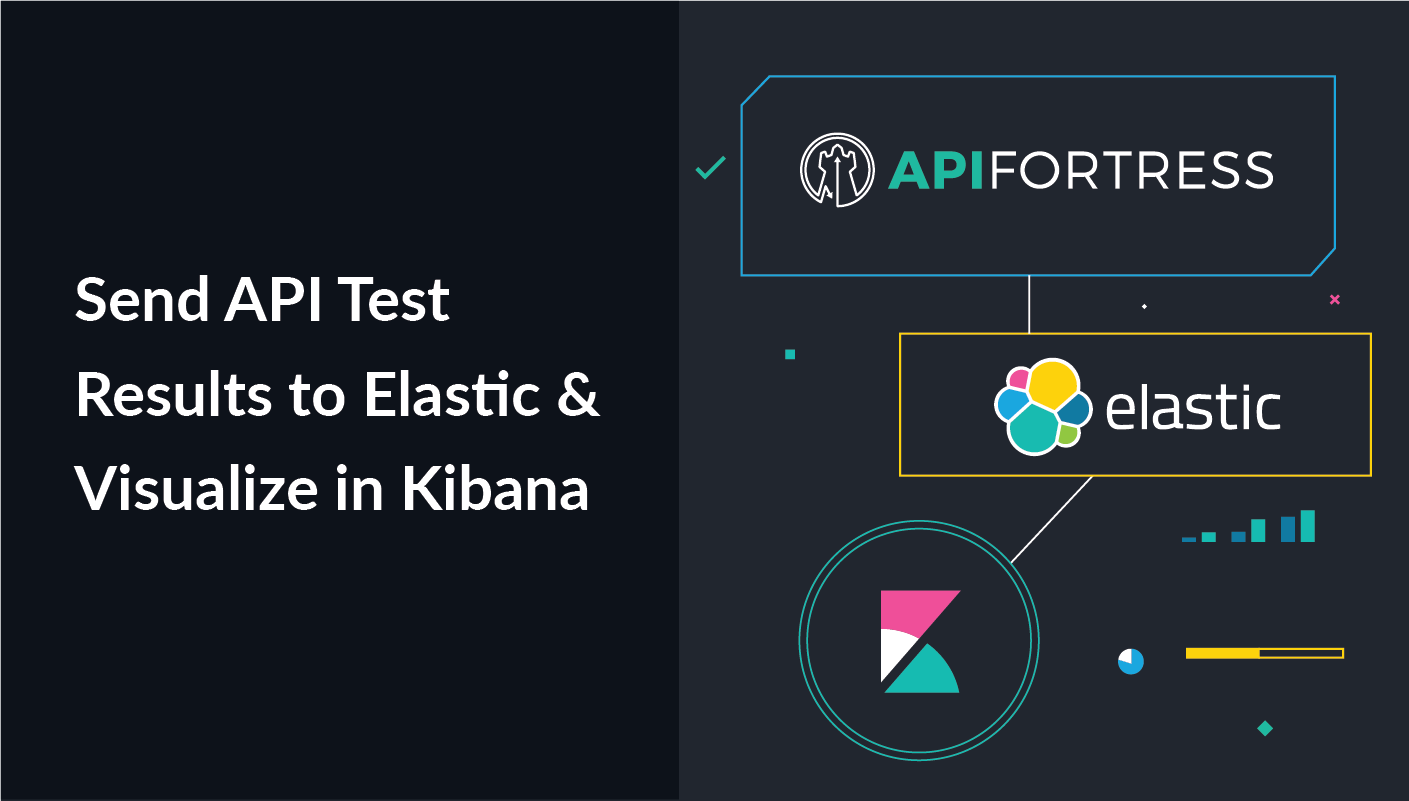 Send API Test
Results to Elastic &
Visualize in Kibana
APIFORTRESS
elastic